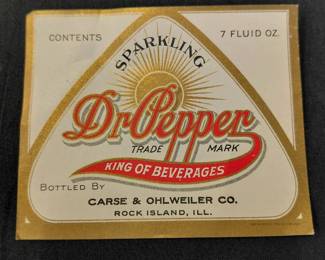 CONTENTS
7 FLUID OZ.
SPARKLING
Dr. Pepper
TRADE MARK
KING OF BEVERAGES
BOTTLED BY
CARSE & OHLWEILER CO.
ROCK ISLAND, ILL.